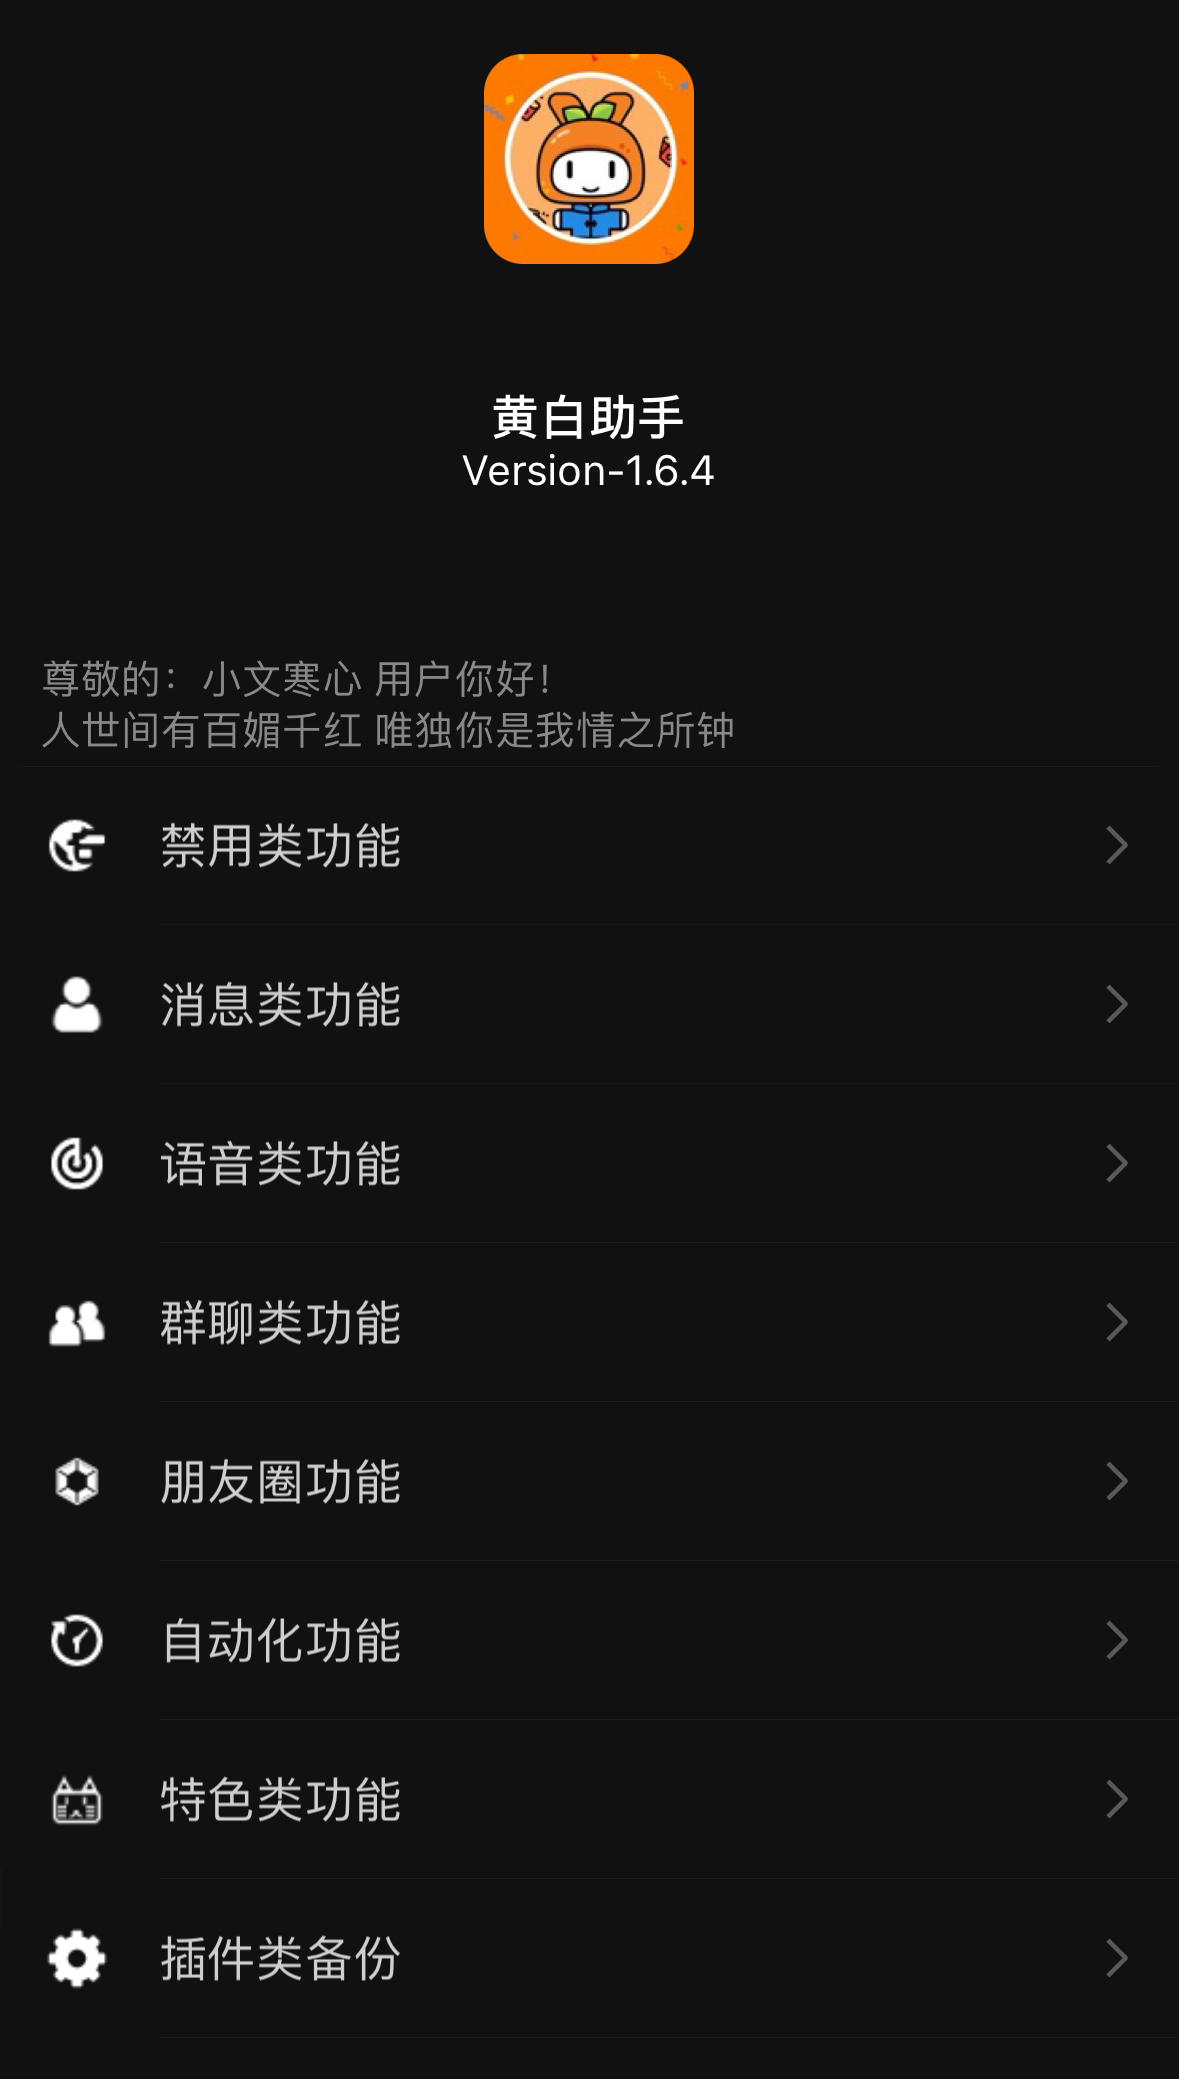 黄白助手
Version-1.6.4
尊敬的：小文寒心 用户你好！
人世间有百媚千红 唯独你是我情之所钟
禁用类功能
消息类功能
语音类功能
群聊类功能
朋友圈功能
自动化功能
特色类功能
插件类备份